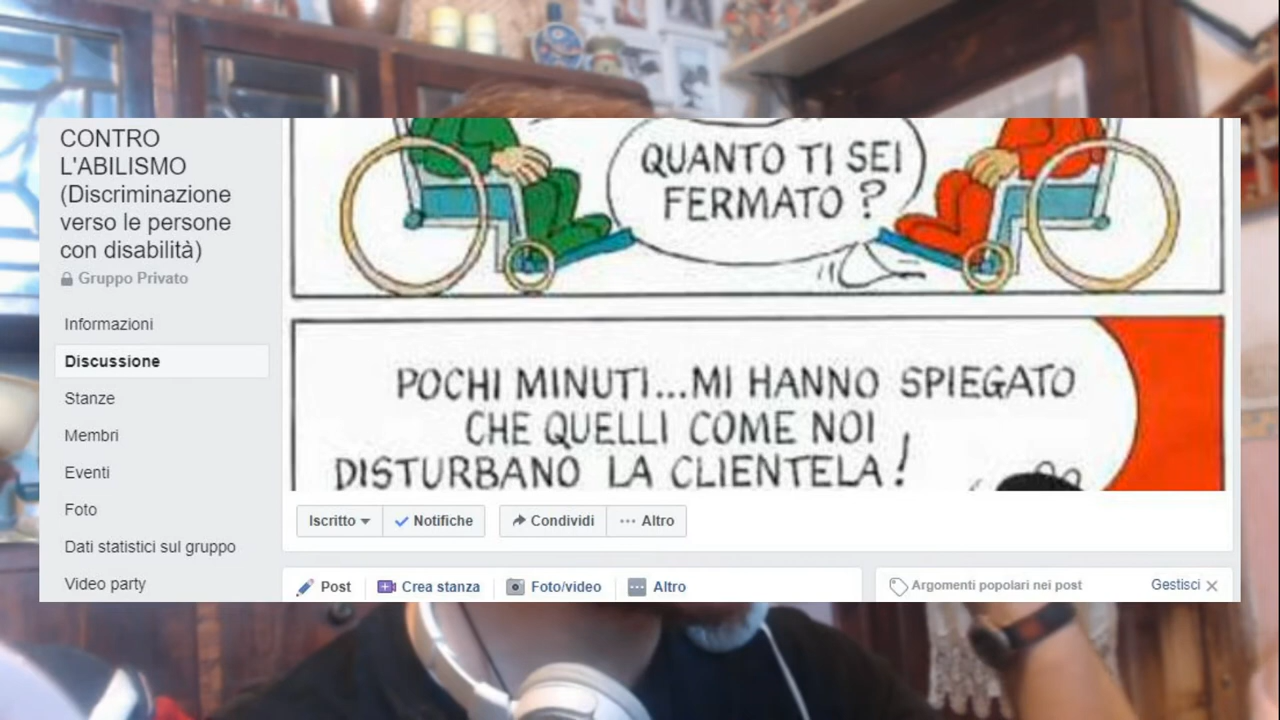 CONTRO
L'ABILISMO
(Discriminazione
verso le persone
con disabilità)
Gruppo Privato
Informazioni
Discussione
Stanze
Membri
Eventi
Foto
Dati statistici sul gruppo
Video party
QUANTO TI SEI
FERMATO ?
POCHI MINUTI...MI HANNO SPIEGATO
CHE QUELLI COME NOI
DISTURBANO LA CLIENTELA!
Iscritto
Notifiche
Condividi
Altro
Post
Crea stanza
Foto/video
Altro
Argomenti popolari nei post
Gestisci